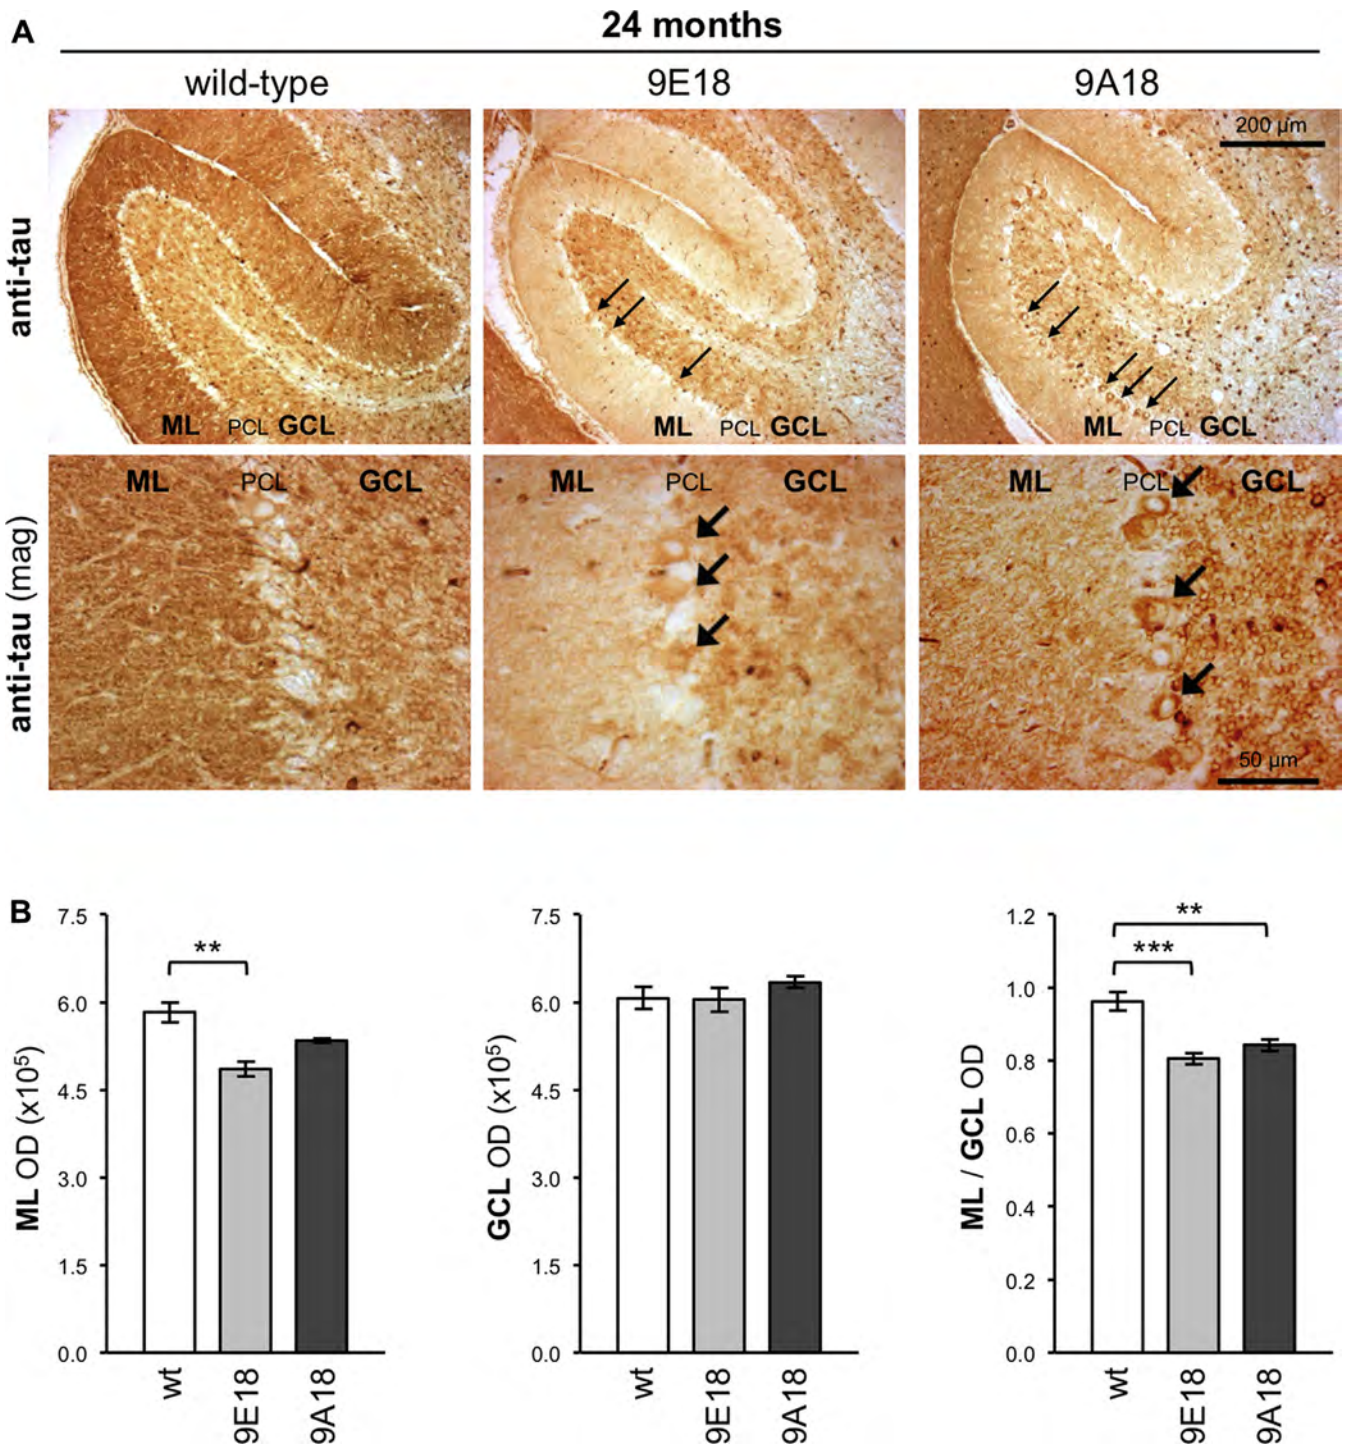 A
24 months
wild-type 9E18 9A18
anti-tau
200 µm
ML PCL GCL ML PCL GCL ML PCL GCL
anti-tau (mag)
ML PCL GCL ML PCL GCL ML PCL GCL
50 µm
B
ML OD (x10⁵)
7.5
6.0
4.5
3.0
1.5
0.0
**
wt 9E18 9A18
GCL OD (x10⁵)
7.5
6.0
4.5
3.0
1.5
0.0
wt 9E18 9A18
ML / GCL OD
1.2
1.0
0.8
0.6
0.4
0.2
0.0
**
***
wt 9E18 9A18